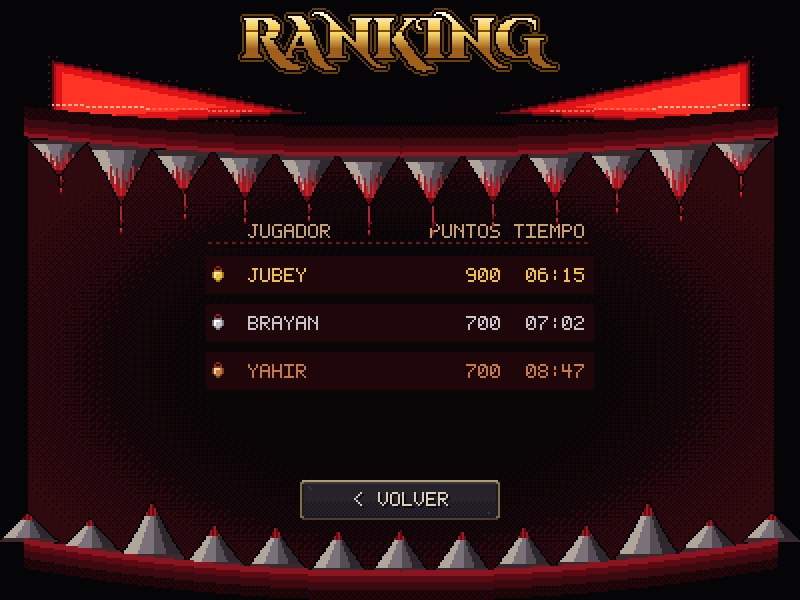 RANKING
JUGADOR PUNTOS TIEMPO
JUBEY 900 06:15
BRAYAN 700 07:02
YAHIR 700 08:47
< VOLVER